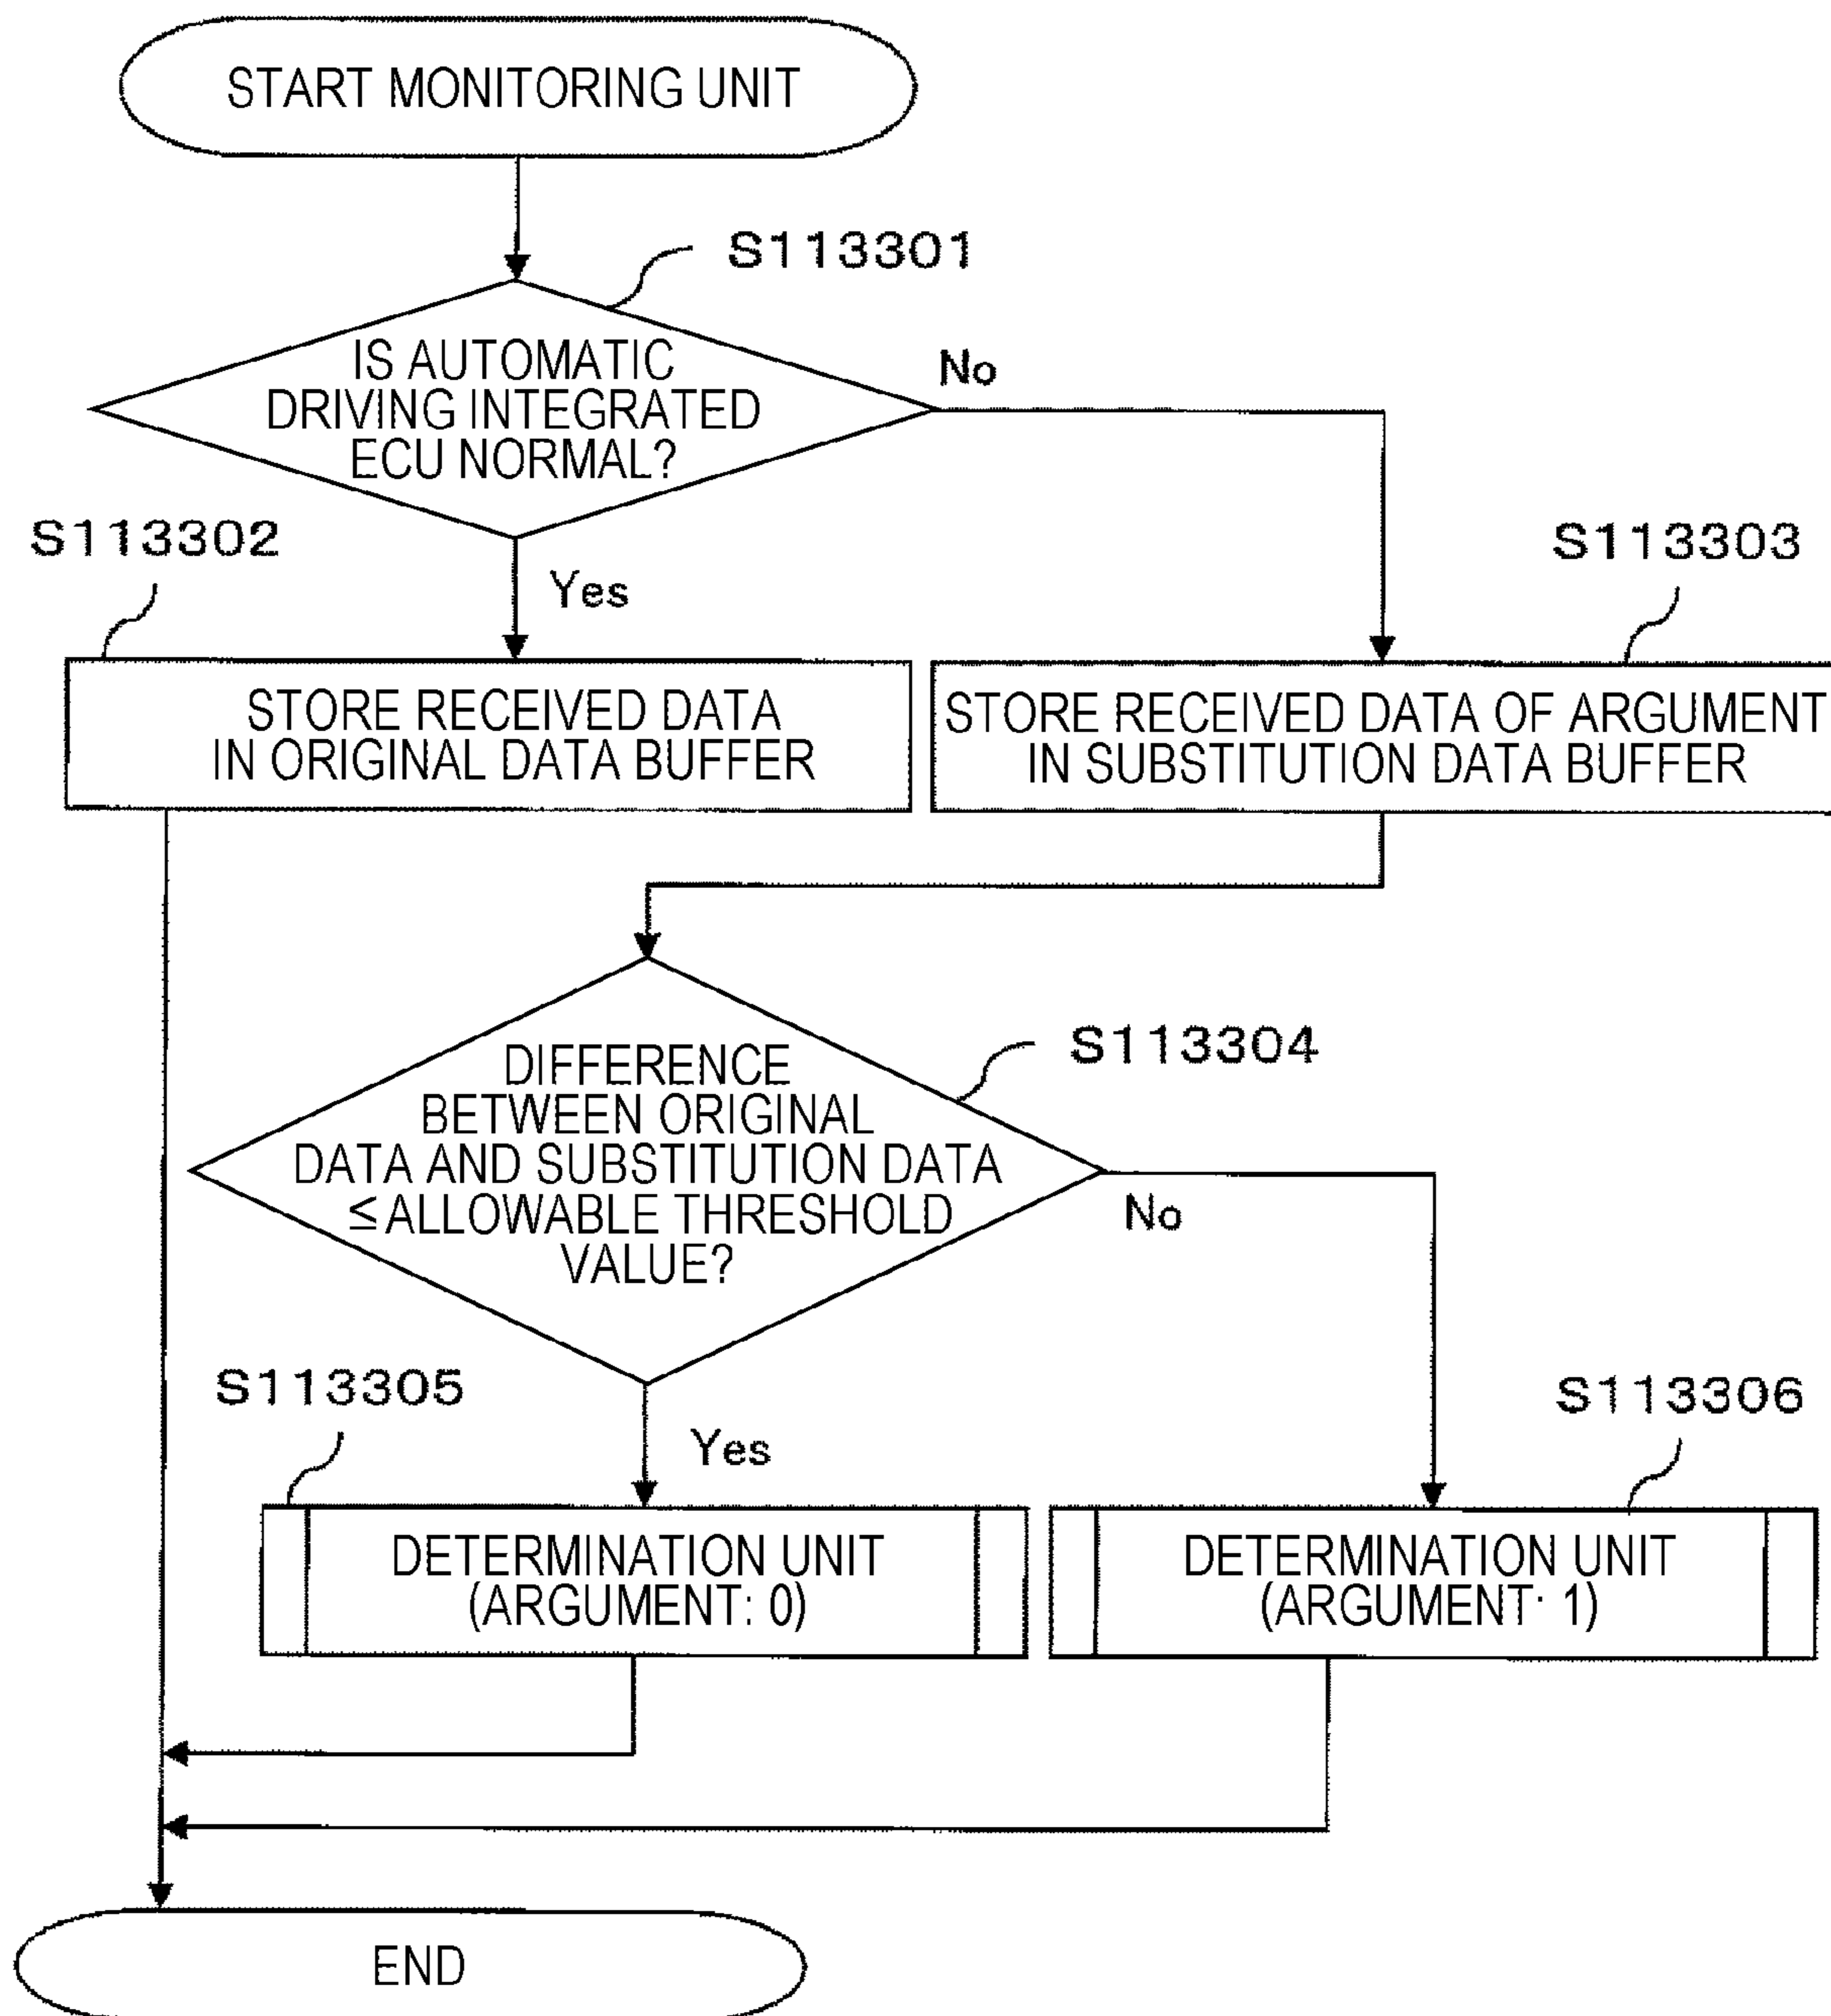 START MONITORING UNIT
S113301
IS AUTOMATIC
DRIVING INTEGRATED
ECU NORMAL?
No
Yes
S113302
S113303
STORE RECEIVED DATA
IN ORIGINAL DATA BUFFER
STORE RECEIVED DATA OF ARGUMENT
IN SUBSTITUTION DATA BUFFER
S113304
DIFFERENCE
BETWEEN ORIGINAL
DATA AND SUBSTITUTION DATA
≤ ALLOWABLE THRESHOLD
VALUE?
No
Yes
S113305
S113306
DETERMINATION UNIT
(ARGUMENT: 0)
DETERMINATION UNIT
(ARGUMENT: 1)
END